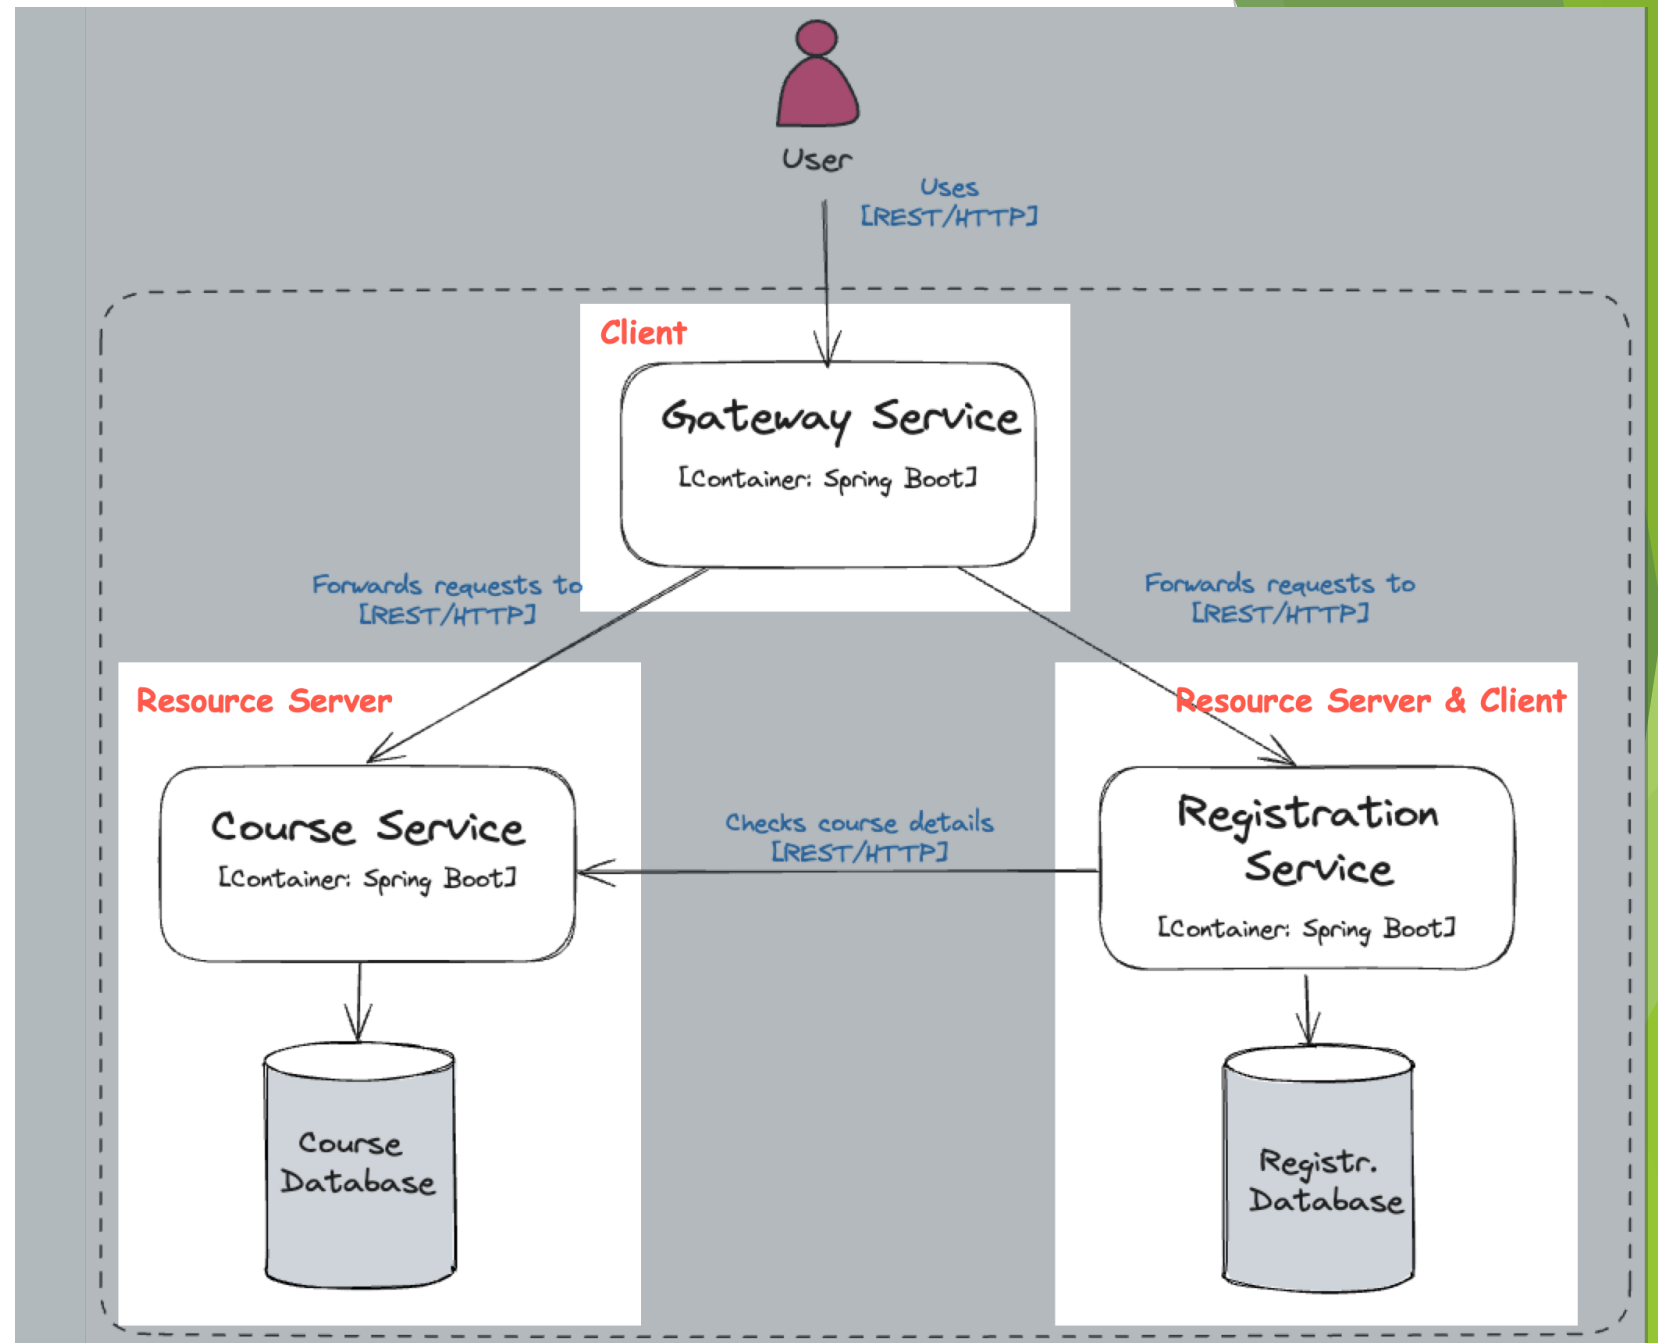 User
Uses
[REST/HTTP]
Client
Gateway Service
[Container: Spring Boot]
Forwards requests to
[REST/HTTP]
Forwards requests to
[REST/HTTP]
Resource Server
Resource Server & Client
Course Service
[Container: Spring Boot]
Checks course details
[REST/HTTP]
Registration
Service
[Container: Spring Boot]
Course
Database
Registr.
Database